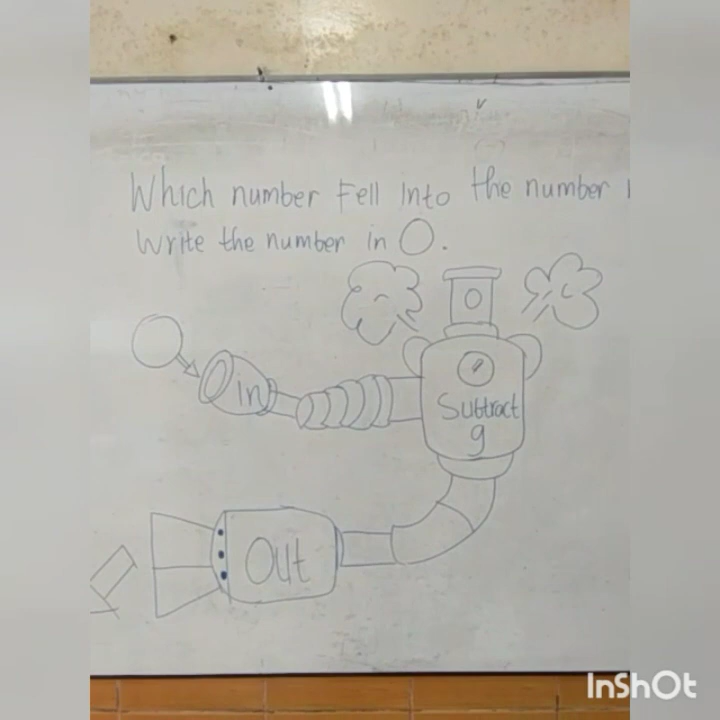 Which number Fell Into the number
Write the number in O.
in
Subtract
9
Out
InShOt